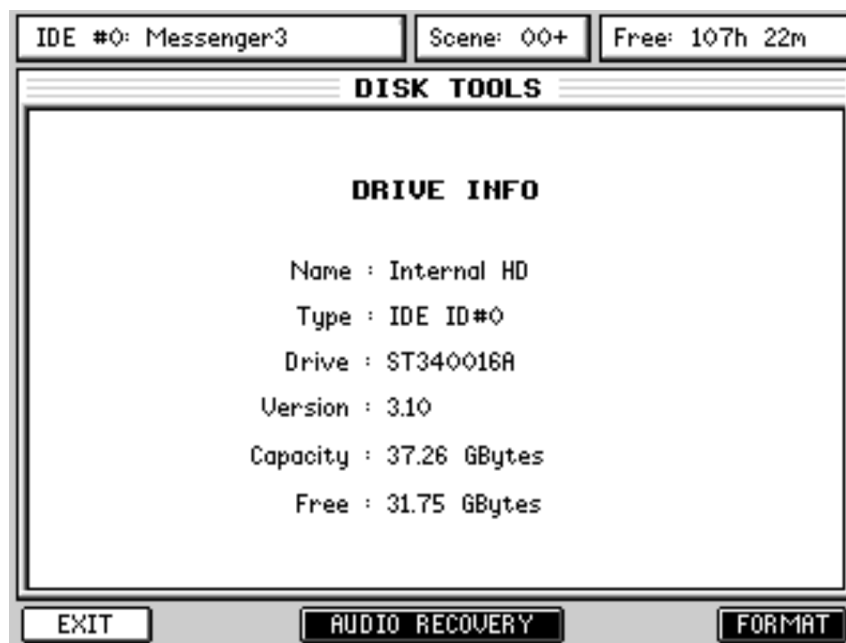 IDE #0: Messenger3
Scene: 00+
Free: 107h 22m
DISK TOOLS
DRIVE INFO
Name : Internal HD
Type : IDE ID#0
Drive : ST340016A
Version : 3.10
Capacity : 37.26 GBytes
Free : 31.75 GBytes
EXIT
AUDIO RECOVERY
FORMAT